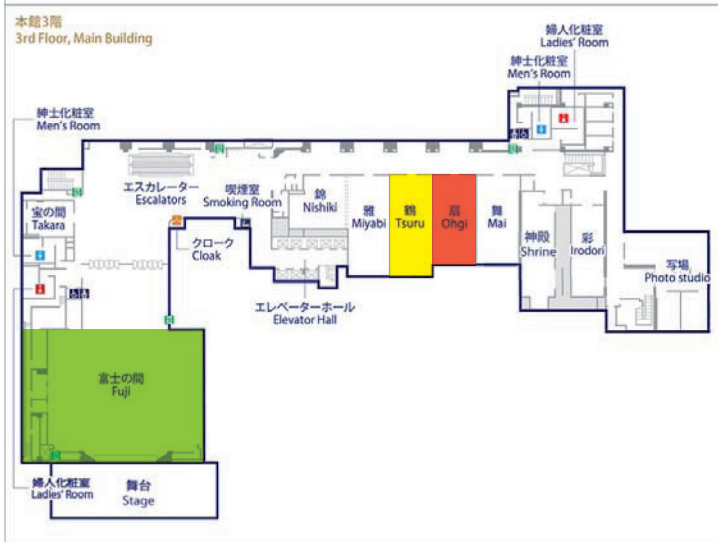 本館3階
3rd Floor, Main Building
婦人化粧室
Ladies' Room
紳士化粧室
Men's Room
紳士化粧室
Men's Room
エスカレーター
Escalators
喫煙室
Smoking Room
錦
Nishiki
雅
Miyabi
鶴
Tsuru
扇
Ohgi
舞
Mai
宝の間
Takara
クローク
Cloak
神殿
Shrine
彩
Irodori
写場
Photo studio
エレベーターホール
Elevator Hall
富士の間
Fuji
婦人化粧室
Ladies' Room
舞台
Stage